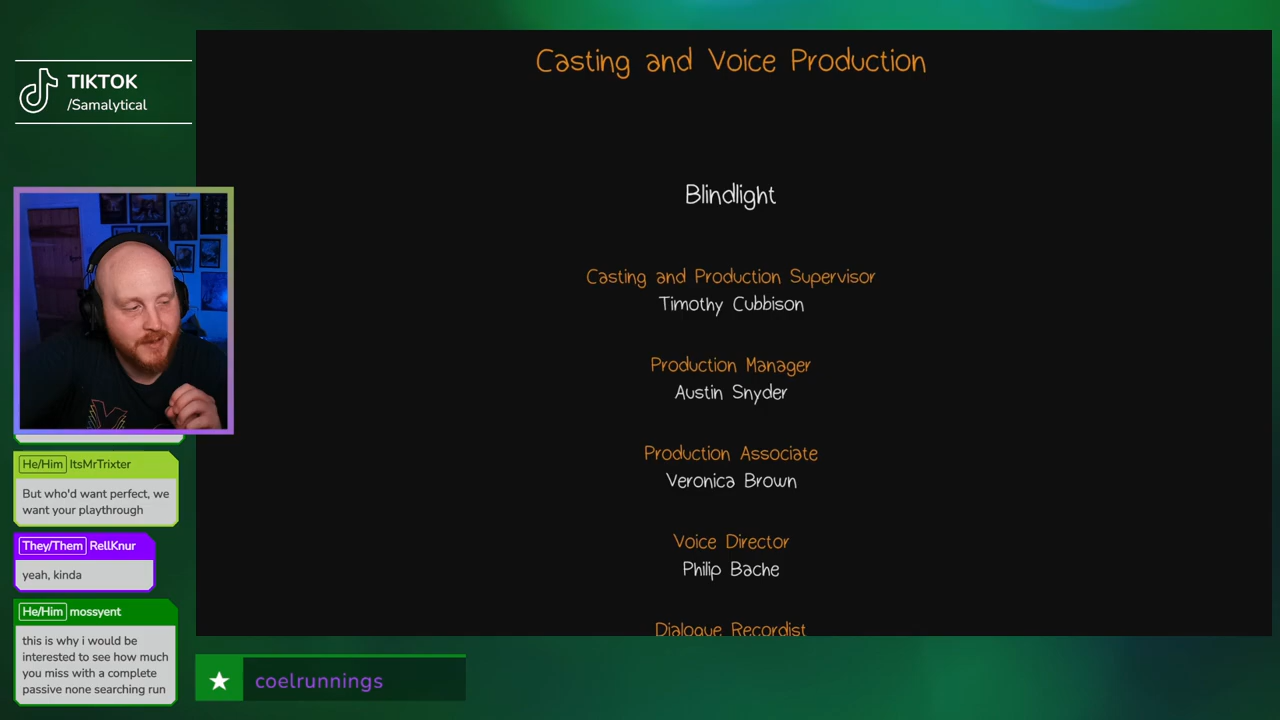 TIKTOK
/Samalytical
Casting and Voice Production
Blindlight
Casting and Production Supervisor
Timothy Cubbison
Production Manager
Austin Snyder
Production Associate
Veronica Brown
Voice Director
Philip Bache
Dialogue Recordist
He/Him ItsMrTrixter
But who'd want perfect, we
want your playthrough
They/Them RellKnur
yeah, kinda
He/Him mossyent
this is why i would be
interested to see how much
you miss with a complete
passive none searching run
coelrunnings